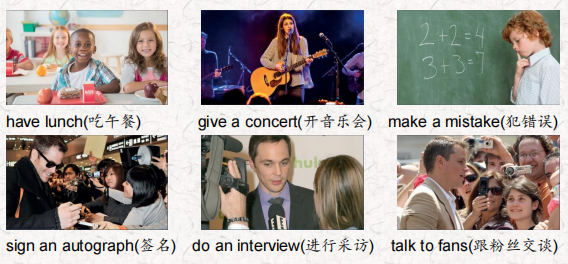 2+2=4
3+3=7
have lunch(吃午餐)
give a concert(开音乐会)
make a mistake(犯错误)
hulu
sign an autograph(签名)
do an interview(进行采访)
talk to fans(跟粉丝交谈)